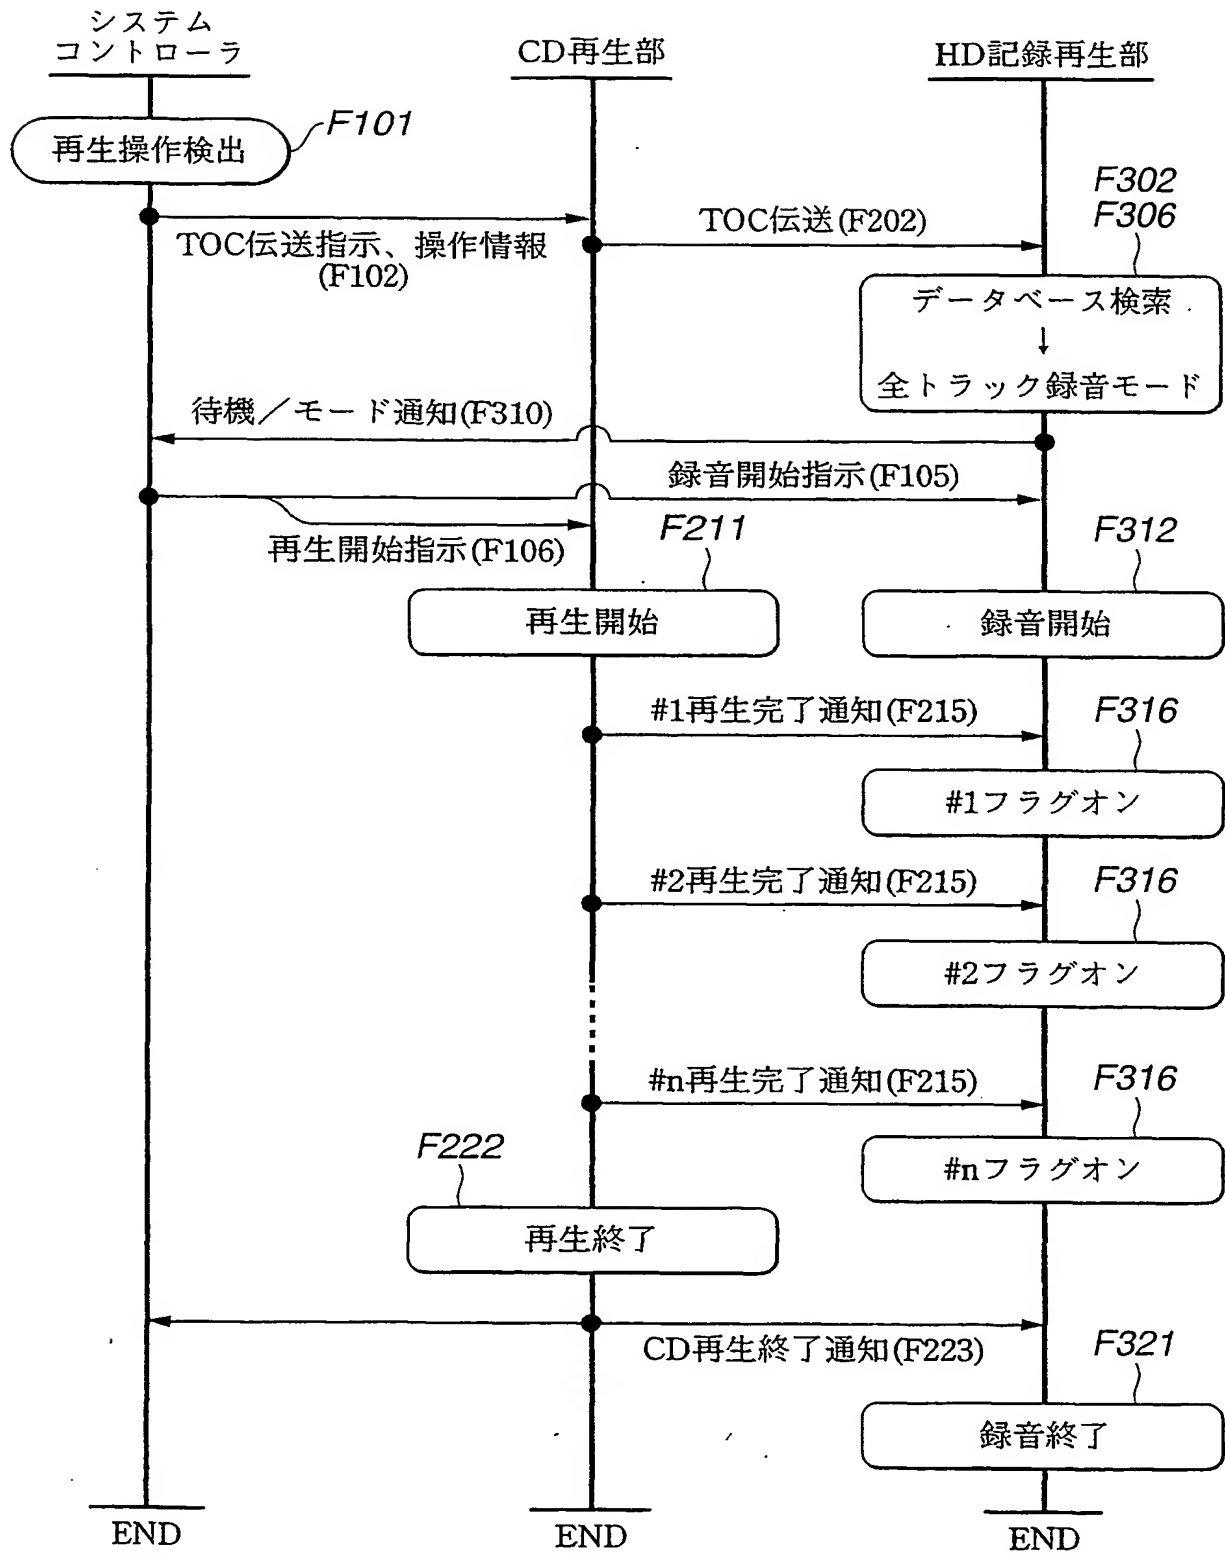 システム
コントローラ
CD再生部
HD記録再生部
再生操作検出
F101
F302
F306
TOC伝送指示、操作情報
(F102)
TOC伝送(F202)
データベース検索
↓
全トラック録音モード
待機／モード通知(F310)
録音開始指示(F105)
再生開始指示(F106)
F211
F312
再生開始
録音開始
#1再生完了通知(F215)
F316
#1フラグオン
#2再生完了通知(F215)
F316
#2フラグオン
#n再生完了通知(F215)
F316
#nフラグオン
F222
再生終了
CD再生終了通知(F223)
F321
録音終了
END
END
END